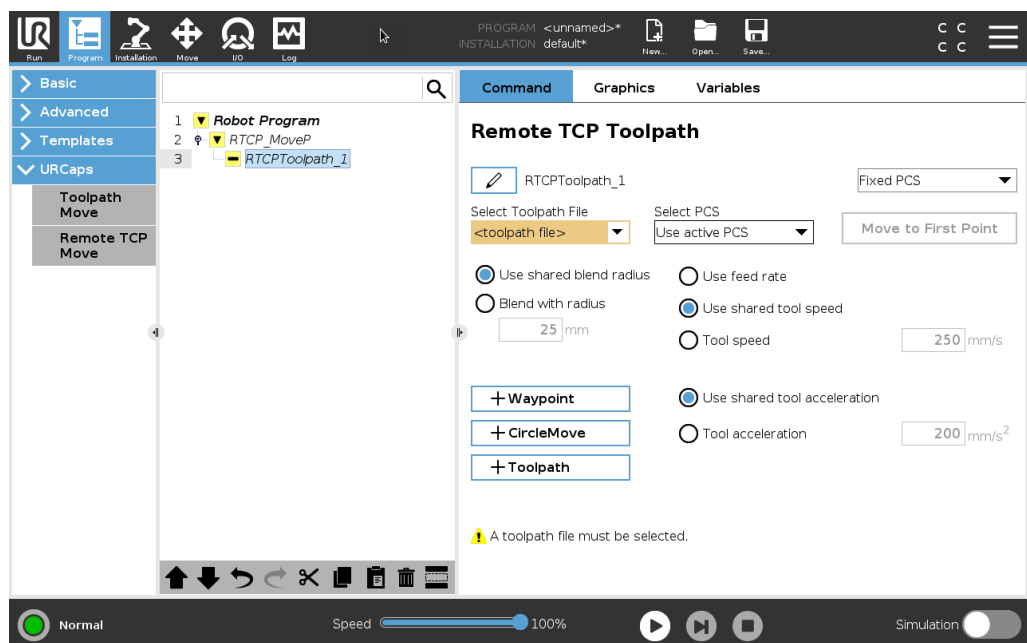 UR
Run
Program
Installation
Move
I/O
Log
PROGRAM <unnamed>*
INSTALLATION default*
New...
Open...
Save...
C C
C C
Basic
Advanced
Templates
URCaps
Toolpath
Move
Remote TCP
Move
1 Robot Program
2 RTCP_MoveP
3 RTCPToolpath_1
Command Graphics Variables
Remote TCP Toolpath
RTCPToolpath_1
Fixed PCS
Select Toolpath File
Select PCS
<toolpath file>
Use active PCS
Move to First Point
Use shared blend radius
Use feed rate
Blend with radius
Use shared tool speed
25 mm
Tool speed 250 mm/s
+ Waypoint
Use shared tool acceleration
+ CircleMove
Tool acceleration 200 mm/s²
+ Toolpath
A toolpath file must be selected.
Normal
Speed 100%
Simulation